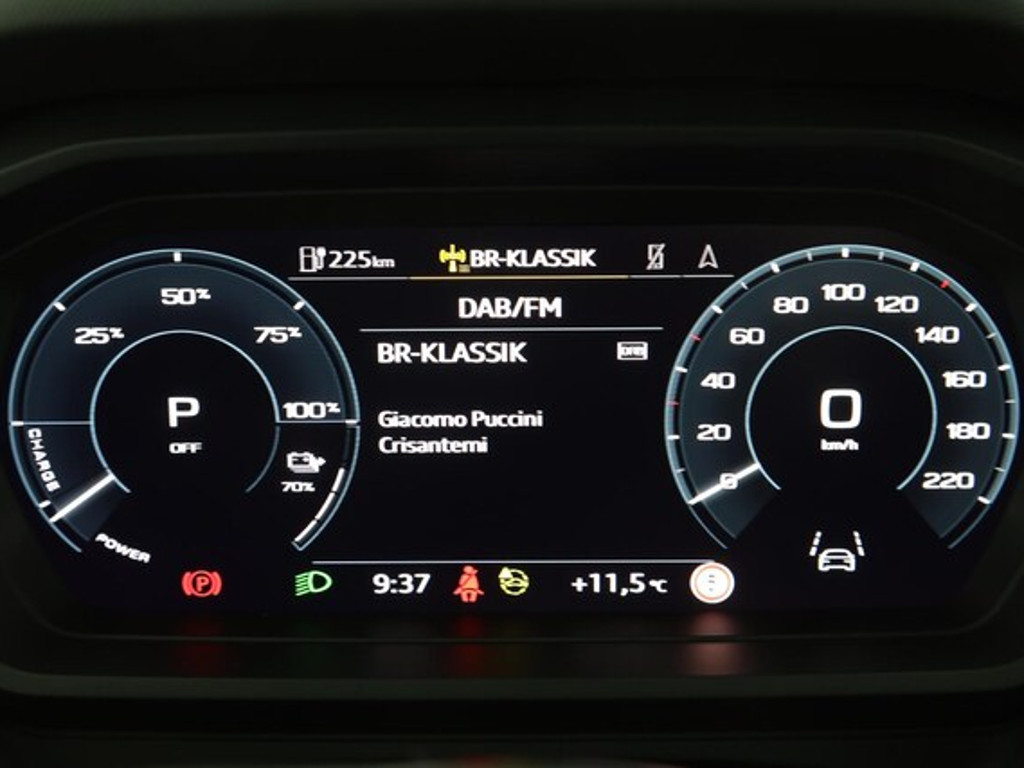 225km
BR-KLASSIK
DAB/FM
BR-KLASSIK
Giacomo Puccini
Crisantemi
25%
50%
75%
100%
P
OFF
CHARGE
POWER
70%
0
20
40
60
80
100
120
140
160
180
220
0
km/h
P
9:37
+11,5°C